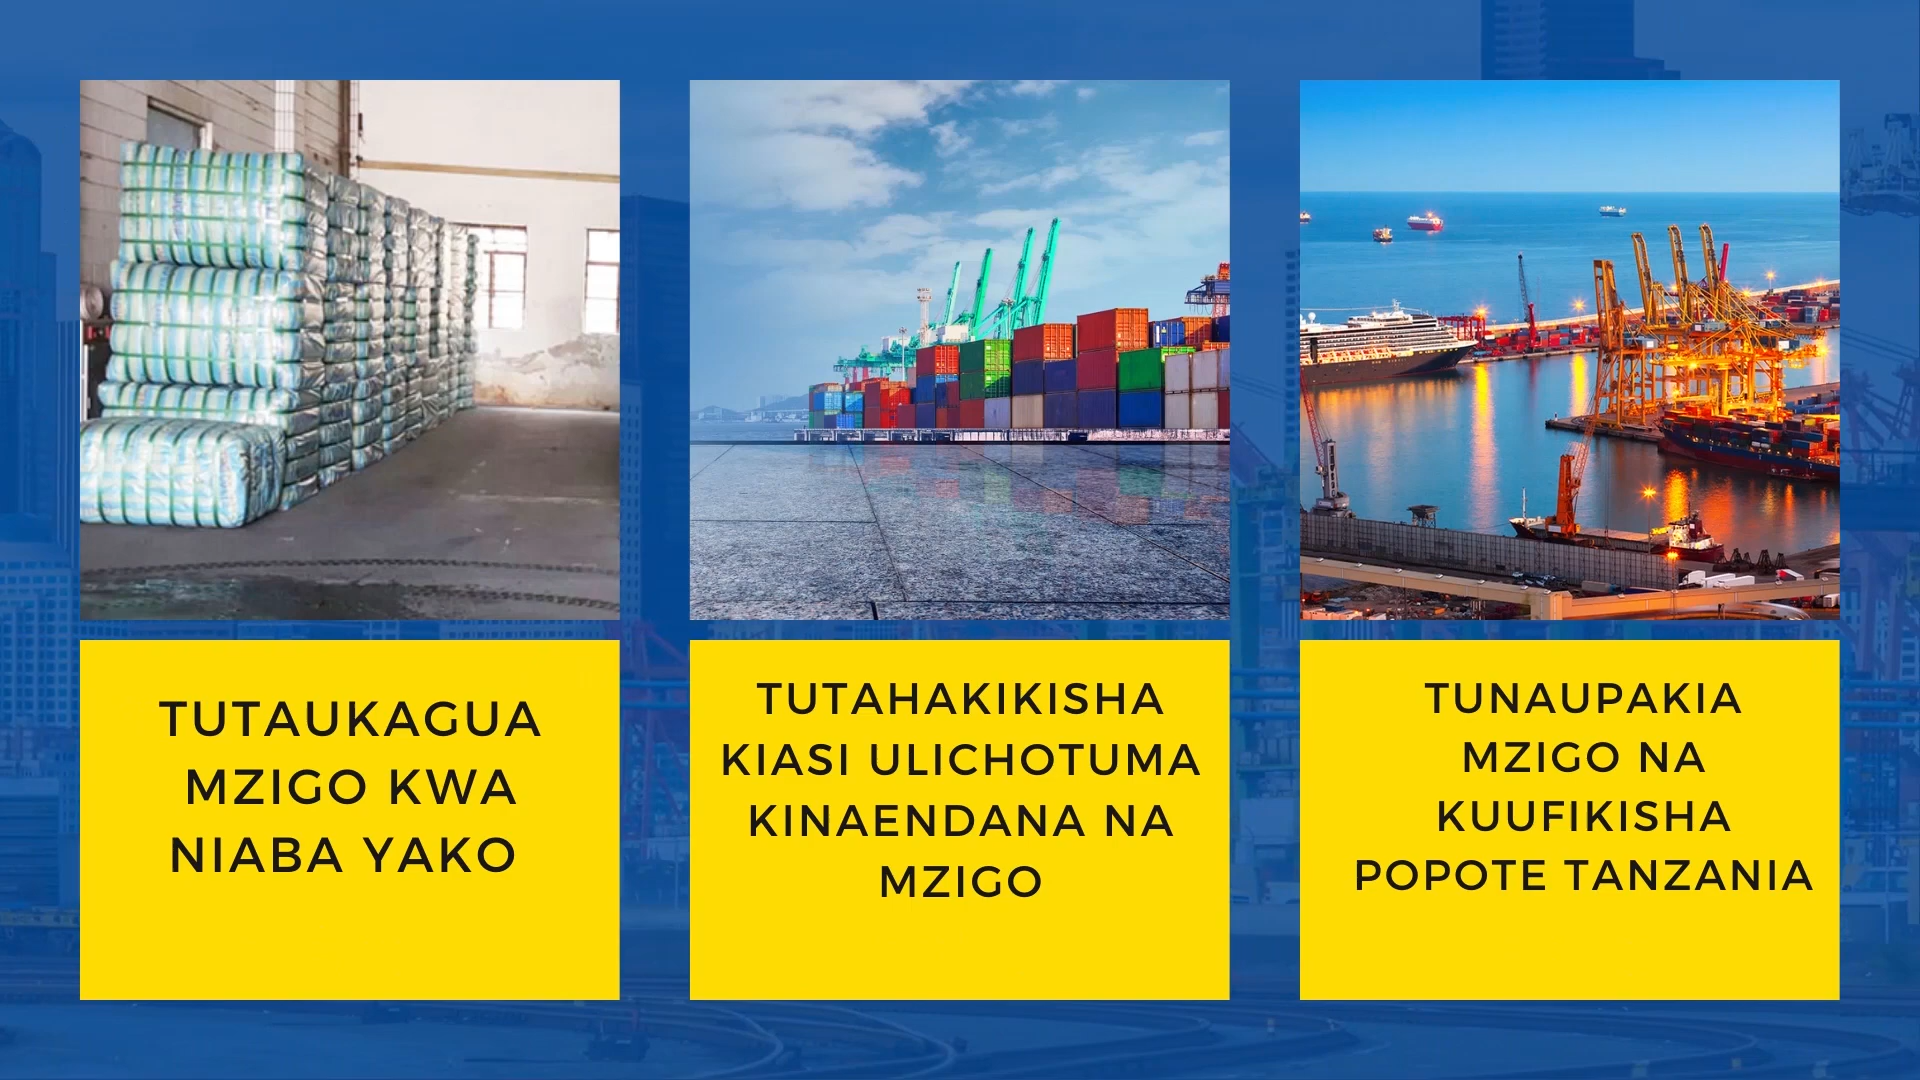 TUTAUKAGUA
MZIGO KWA
NIABA YAKO
TUTAHAKIKISHA
KIASI ULICHOTUMA
KINAENDANA NA
MZIGO
TUNAUPAKIA
MZIGO NA
KUUFIKISHA
POPOTE TANZANIA